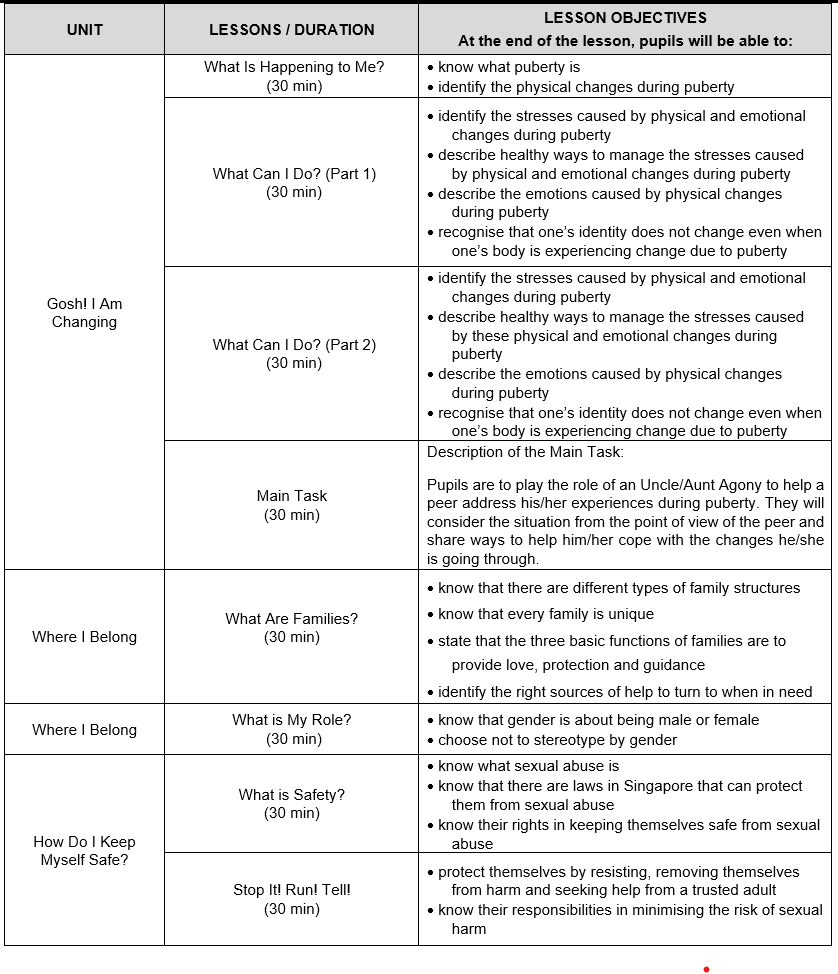 UNIT
LESSONS / DURATION
LESSON OBJECTIVES
At the end of the lesson, pupils will be able to:
Gosh! I Am
Changing
What Is Happening to Me?
(30 min)
• know what puberty is
• identify the physical changes during puberty
What Can I Do? (Part 1)
(30 min)
• identify the stresses caused by physical and emotional
changes during puberty
• describe healthy ways to manage the stresses caused
by physical and emotional changes during puberty
• describe the emotions caused by physical changes
during puberty
• recognise that one’s identity does not change even when
one’s body is experiencing change due to puberty
What Can I Do? (Part 2)
(30 min)
• identify the stresses caused by physical and emotional
changes during puberty
• describe healthy ways to manage the stresses caused
by these physical and emotional changes during
puberty
• describe the emotions caused by physical changes
during puberty
• recognise that one’s identity does not change even when
one’s body is experiencing change due to puberty
Main Task
(30 min)
Description of the Main Task:
Pupils are to play the role of an Uncle/Aunt Agony to help a
peer address his/her experiences during puberty. They will
consider the situation from the point of view of the peer and
share ways to help him/her cope with the changes he/she
is going through.
Where I Belong
What Are Families?
(30 min)
• know that there are different types of family structures
• know that every family is unique
• state that the three basic functions of families are to
provide love, protection and guidance
• identify the right sources of help to turn to when in need
Where I Belong
What is My Role?
(30 min)
• know that gender is about being male or female
• choose not to stereotype by gender
How Do I Keep
Myself Safe?
What is Safety?
(30 min)
• know what sexual abuse is
• know that there are laws in Singapore that can protect
them from sexual abuse
• know their rights in keeping themselves safe from sexual
abuse
Stop It! Run! Tell!
(30 min)
• protect themselves by resisting, removing themselves
from harm and seeking help from a trusted adult
• know their responsibilities in minimising the risk of sexual
harm